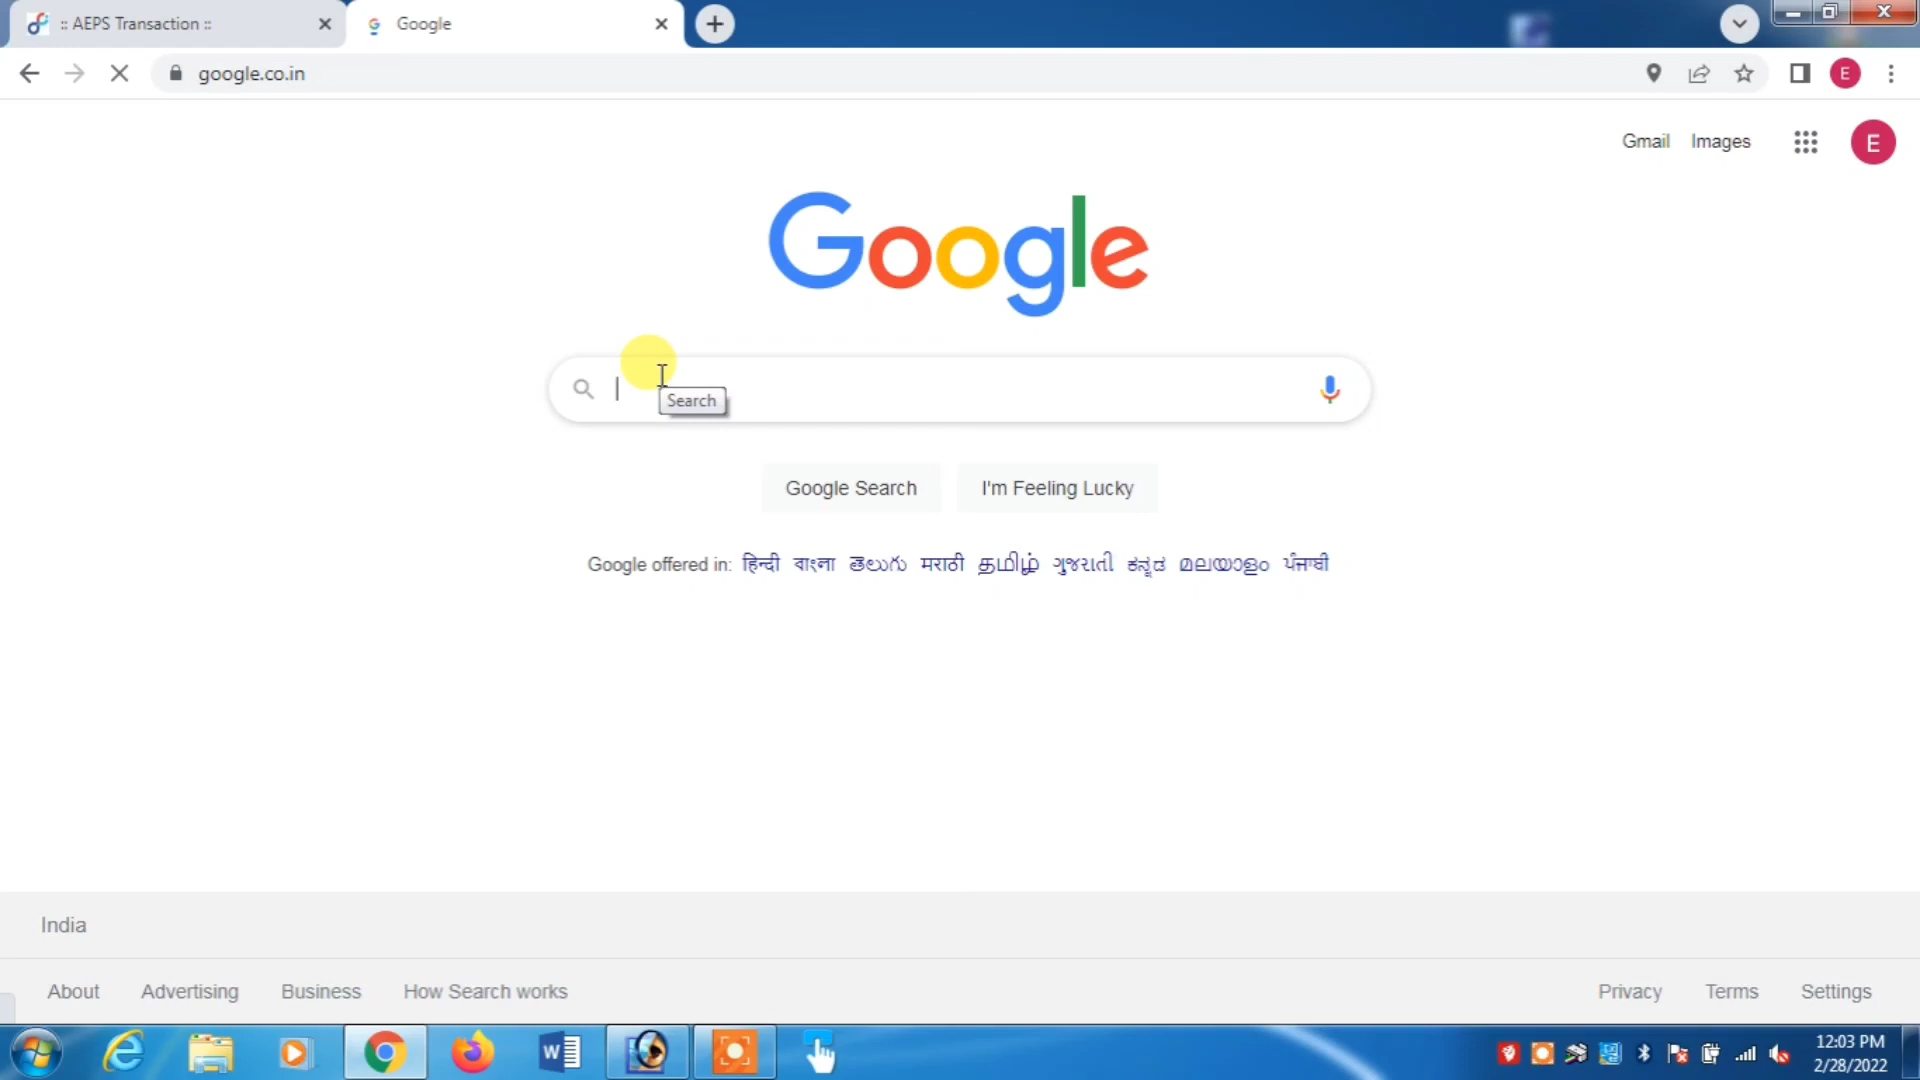 :: AEPS Transaction ::
Google
google.co.in
E
Gmail Images
E
Google
Search
Google Search I'm Feeling Lucky
Google offered in: हिन्दी বাংলা తెలుగు मराठी தமிழ் ગુજરાતી ಕನ್ನಡ മലയാളം ਪੰਜਾਬੀ
India
About Advertising Business How Search works
Privacy Terms Settings
12:03 PM
2/28/2022